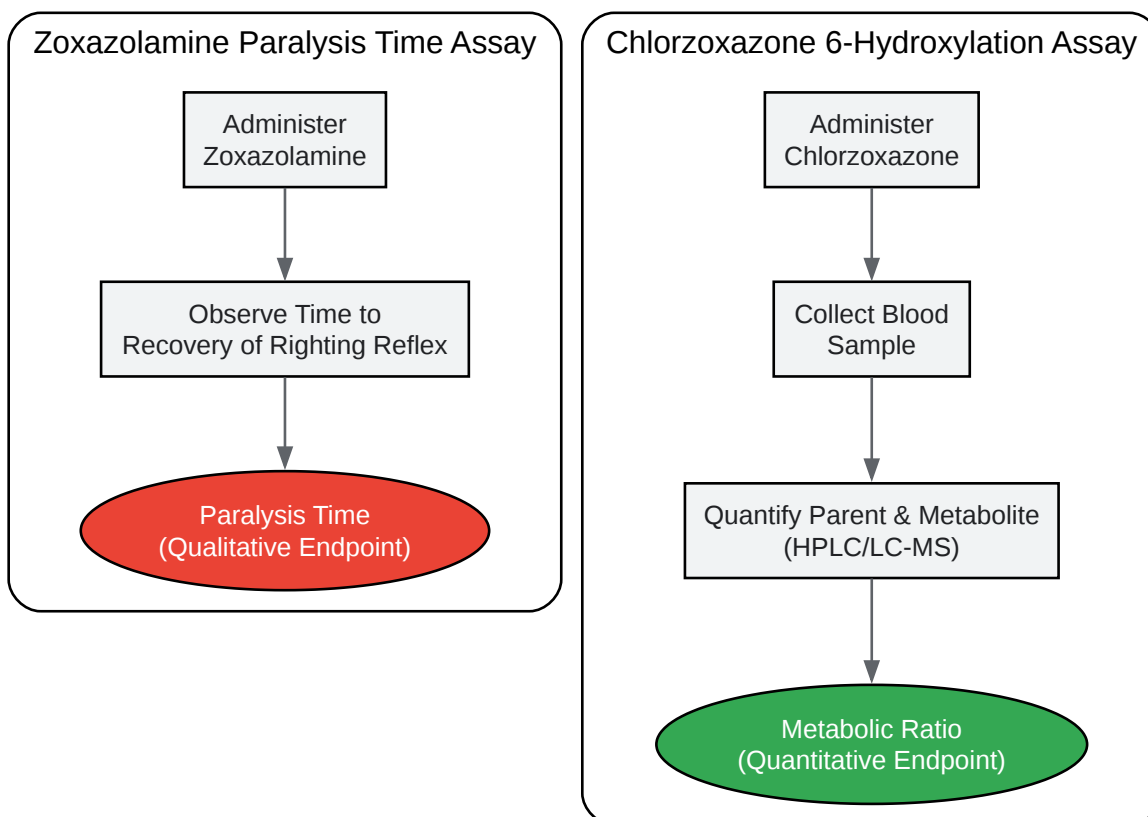 Zoxazolamine Paralysis Time Assay
Administer
Zoxazolamine
Observe Time to
Recovery of Righting Reflex
Paralysis Time
(Qualitative Endpoint)
Chlorzoxazone 6-Hydroxylation Assay
Administer
Chlorzoxazone
Collect Blood
Sample
Quantify Parent & Metabolite
(HPLC/LC-MS)
Metabolic Ratio
(Quantitative Endpoint)